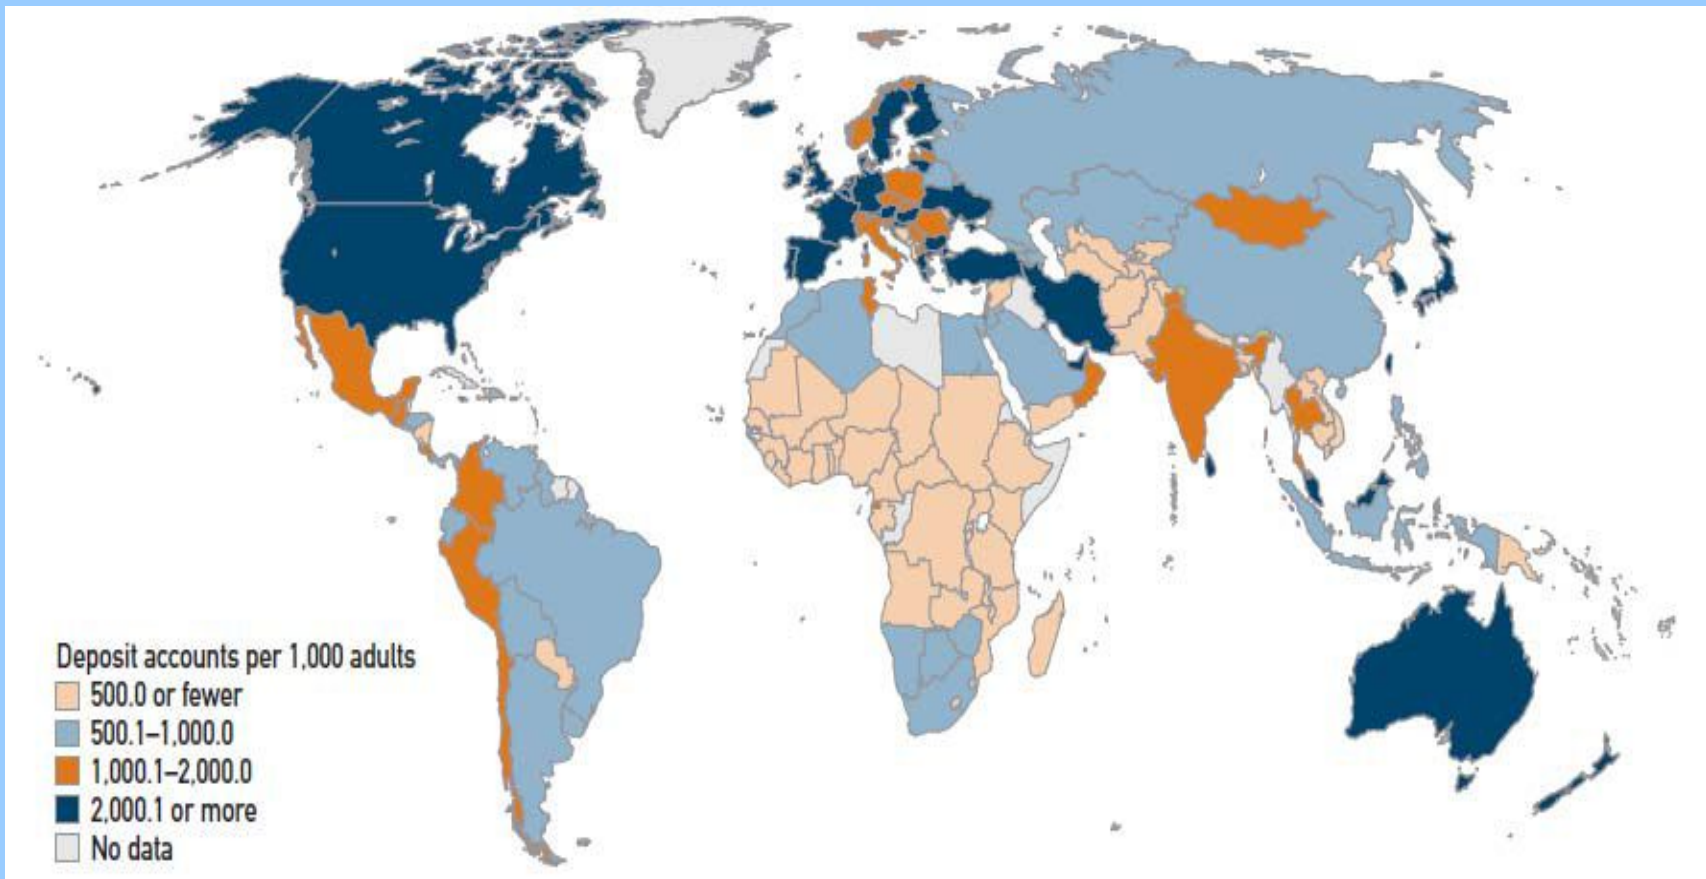 Deposit accounts per 1,000 adults
500.0 or fewer
500.1–1,000.0
1,000.1–2,000.0
2,000.1 or more
No data